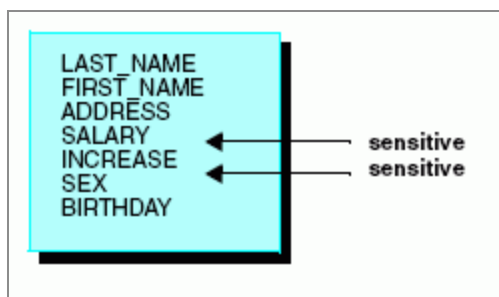 LAST_NAME
FIRST_NAME
ADDRESS
SALARY
sensitive
INCREASE
sensitive
SEX
BIRTHDAY